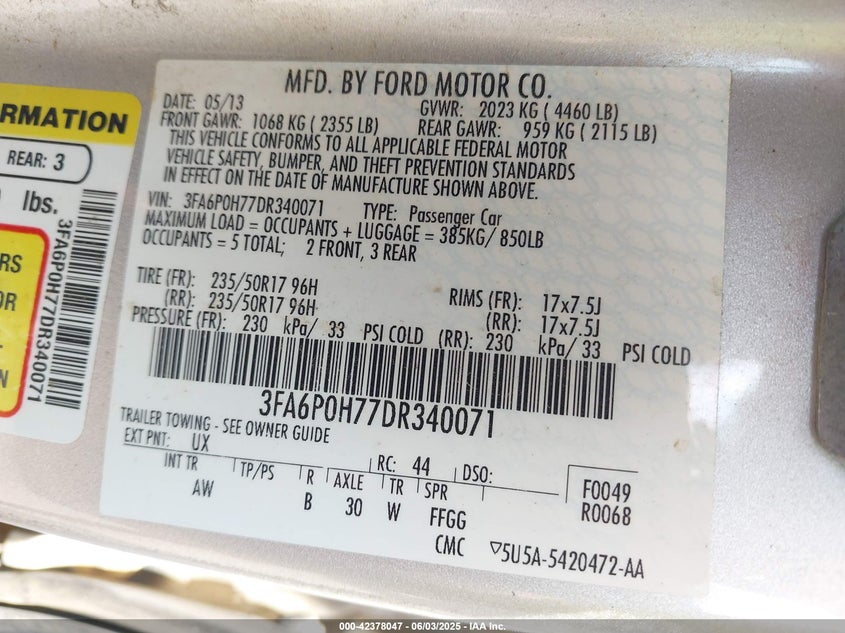 MFD. BY FORD MOTOR CO.
DATE: 05/13
GVWR: 2023 KG ( 4460 LB)
FRONT GAWR: 1068 KG ( 2355 LB)
REAR GAWR: 959 KG ( 2115 LB)
THIS VEHICLE CONFORMS TO ALL APPLICABLE FEDERAL MOTOR
VEHICLE SAFETY, BUMPER, AND THEFT PREVENTION STANDARDS
IN EFFECT ON THE DATE OF MANUFACTURE SHOWN ABOVE.
VIN: 3FA6P0H77DR340071 TYPE: Passenger Car
MAXIMUM LOAD = OCCUPANTS + LUGGAGE = 385KG/ 850LB
OCCUPANTS = 5 TOTAL; 2 FRONT, 3 REAR
TIRE (FR): 235/50R17 96H RIMS (FR): 17x7.5J
(RR): 235/50R17 96H (RR): 17x7.5J
PRESSURE (FR): 230 kPa/ 33 PSI COLD (RR): 230 kPa/ 33 PSI COLD
3FA6P0H77DR340071
TRAILER TOWING - SEE OWNER GUIDE
EXT PNT: UX RC: 44 DSO:
INT TR TP/PS R AXLE TR SPR
AW B 30 W FFGG
F0049
R0068
CMC ▽5U5A-5420472-AA
RMATION
REAR: 3
lbs.
RS
OR
N
3FA6P0H77DR340071
000-42378047 - 06/03/2025 - IAA Inc.